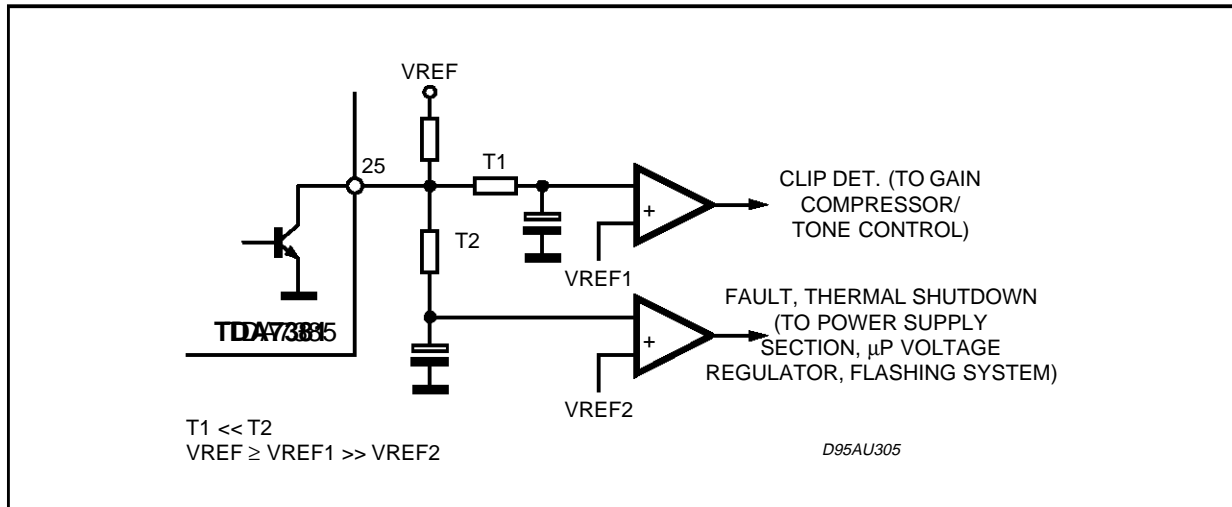 VREF
25
T1
T2
+
VREF1
CLIP DET. (TO GAIN
COMPRESSOR/
TONE CONTROL)
+
VREF2
FAULT, THERMAL SHUTDOWN
(TO POWER SUPPLY
SECTION, µP VOLTAGE
REGULATOR, FLASHING SYSTEM)
T1 << T2
VREF ≥ VREF1 >> VREF2
D95AU305